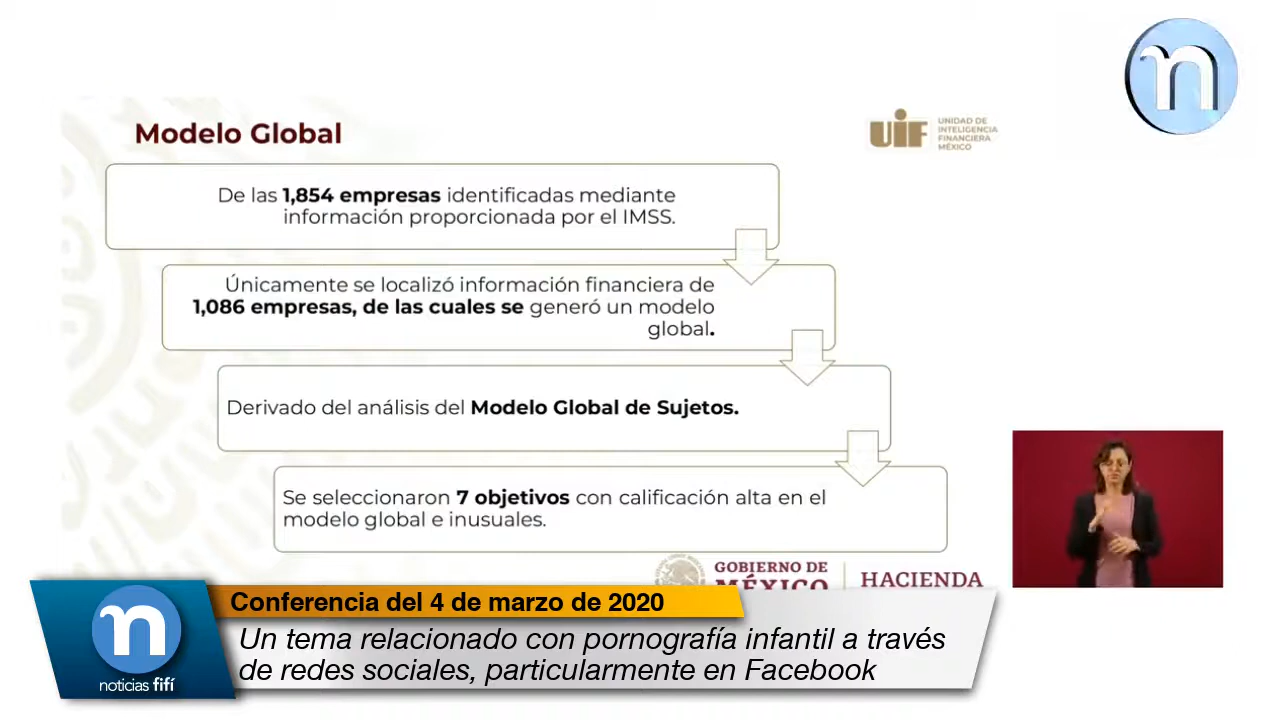 n
Modelo Global
UIF
UNIDAD DE
INTELIGENCIA
FINANCIERA
MÉXICO
De las 1,854 empresas identificadas mediante
información proporcionada por el IMSS.
Únicamente se localizó información financiera de
1,086 empresas, de las cuales se generó un modelo
global.
Derivado del análisis del Modelo Global de Sujetos.
Se seleccionaron 7 objetivos con calificación alta en el
modelo global e inusuales.
GOBIERNO DE
MÉXICO
HACIENDA
Conferencia del 4 de marzo de 2020
Un tema relacionado con pornografía infantil a través
de redes sociales, particularmente en Facebook
n
noticias fifí